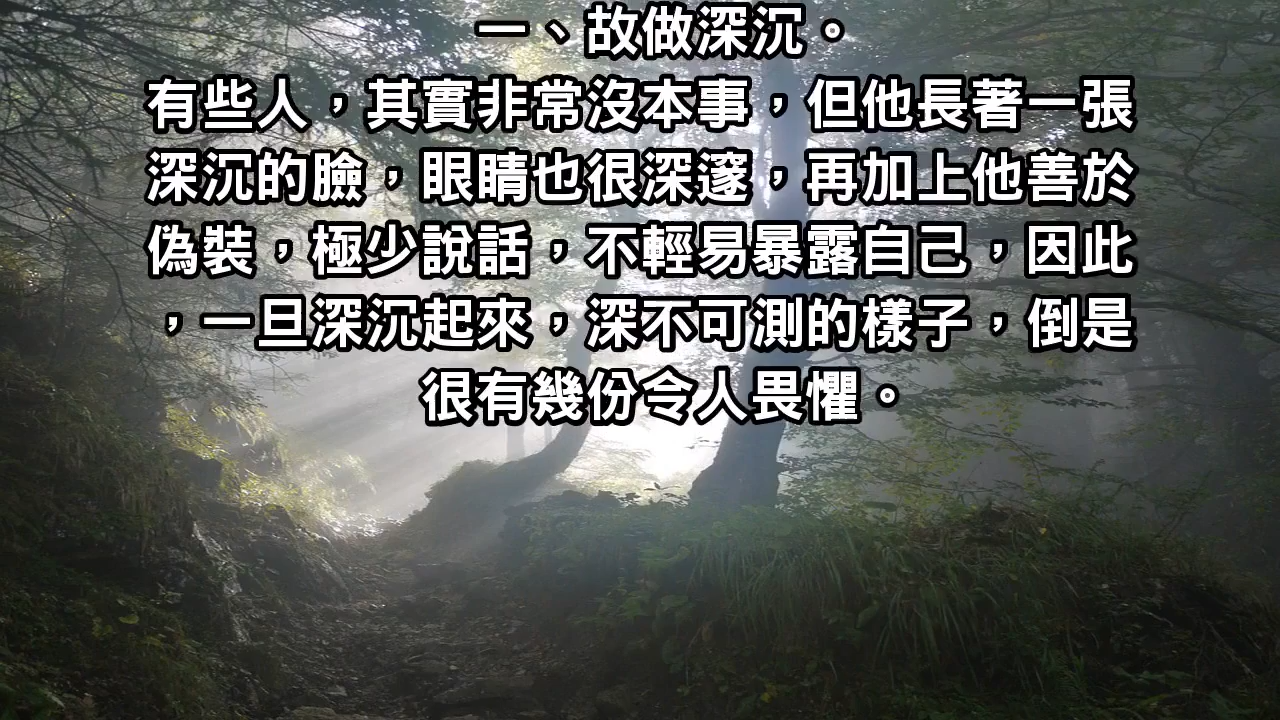 一、故做深沉。
有些人，其實非常沒本事，但他長著一張
深沉的臉，眼睛也很深邃，再加上他善於
偽裝，極少說話，不輕易暴露自己，因此
，一旦深沉起來，深不可測的樣子，倒是
很有幾份令人畏懼。